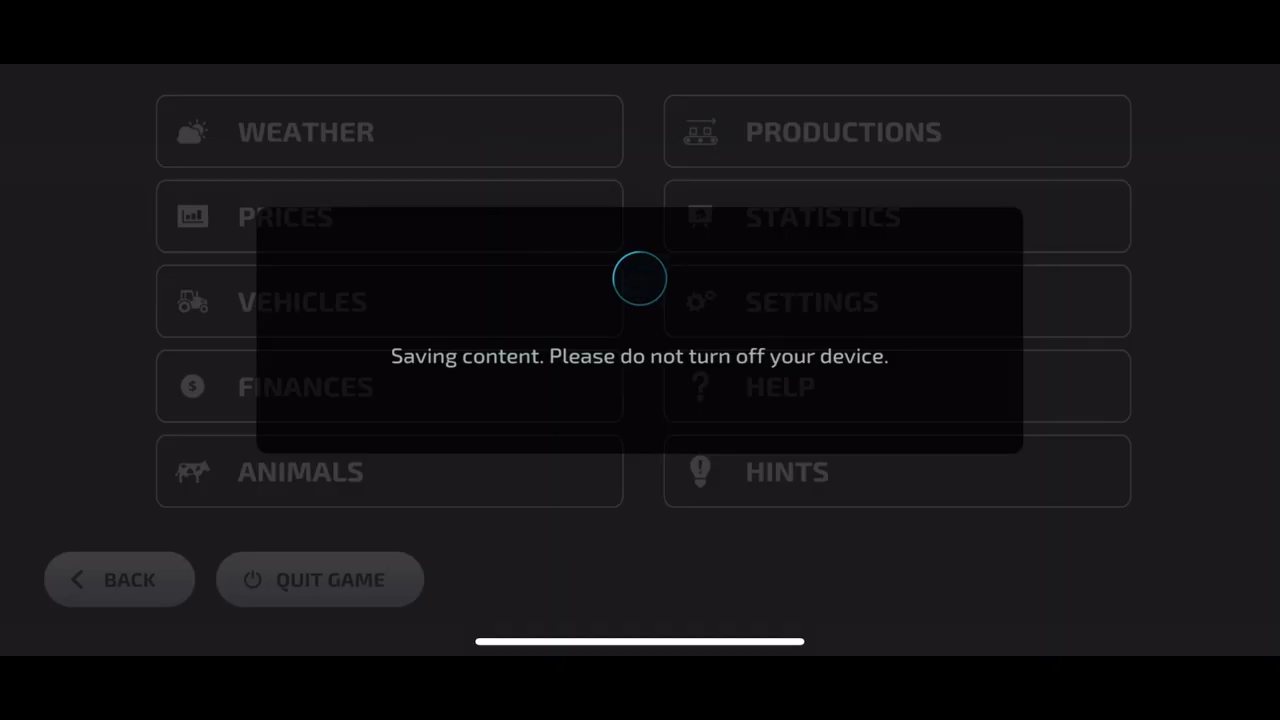 WEATHER
PRODUCTIONS
PRICES
STATISTICS
VEHICLES
SETTINGS
Saving content. Please do not turn off your device.
FINANCES
HELP
ANIMALS
HINTS
BACK
QUIT GAME